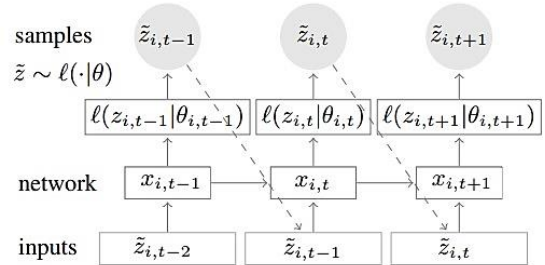 samples z̃_{i,t−1} z̃_{i,t} z̃_{i,t+1}
z̃ ∼ ℓ(·|θ)
ℓ(z_{i,t−1}|θ_{i,t−1}) ℓ(z_{i,t}|θ_{i,t}) ℓ(z_{i,t+1}|θ_{i,t+1})
network x_{i,t−1} x_{i,t} x_{i,t+1}
inputs z̃_{i,t−2} z̃_{i,t−1} z̃_{i,t}